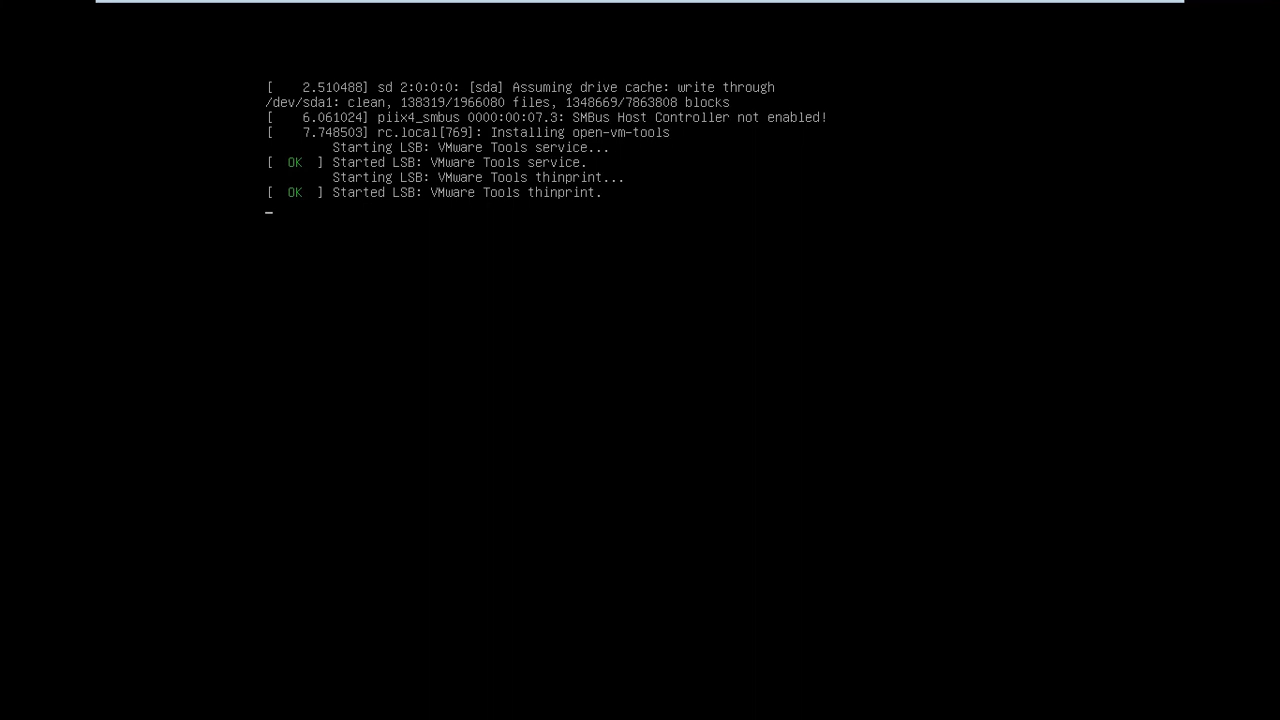 [    2.510488] sd 2:0:0:0: [sda] Assuming drive cache: write through
/dev/sda1: clean, 138319/1966080 files, 1348669/7863808 blocks
[    6.061024] piix4_smbus 0000:00:07.3: SMBus Host Controller not enabled!
[    7.748503] rc.local[769]: Installing open-vm-tools
         Starting LSB: VMware Tools service...
[  OK  ] Started LSB: VMware Tools service.
         Starting LSB: VMware Tools thinprint...
[  OK  ] Started LSB: VMware Tools thinprint.